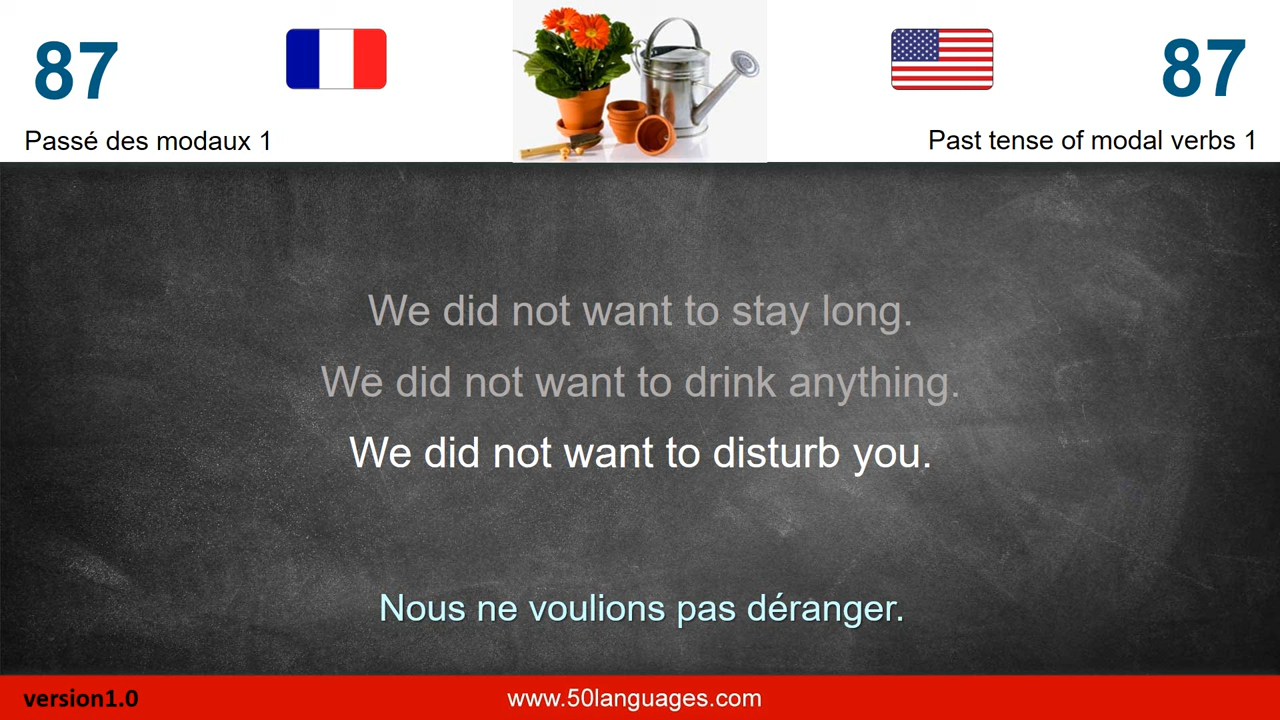 87
87
Passé des modaux 1
Past tense of modal verbs 1
We did not want to stay long.
We did not want to drink anything.
We did not want to disturb you.
Nous ne voulions pas déranger.
version1.0
www.50languages.com